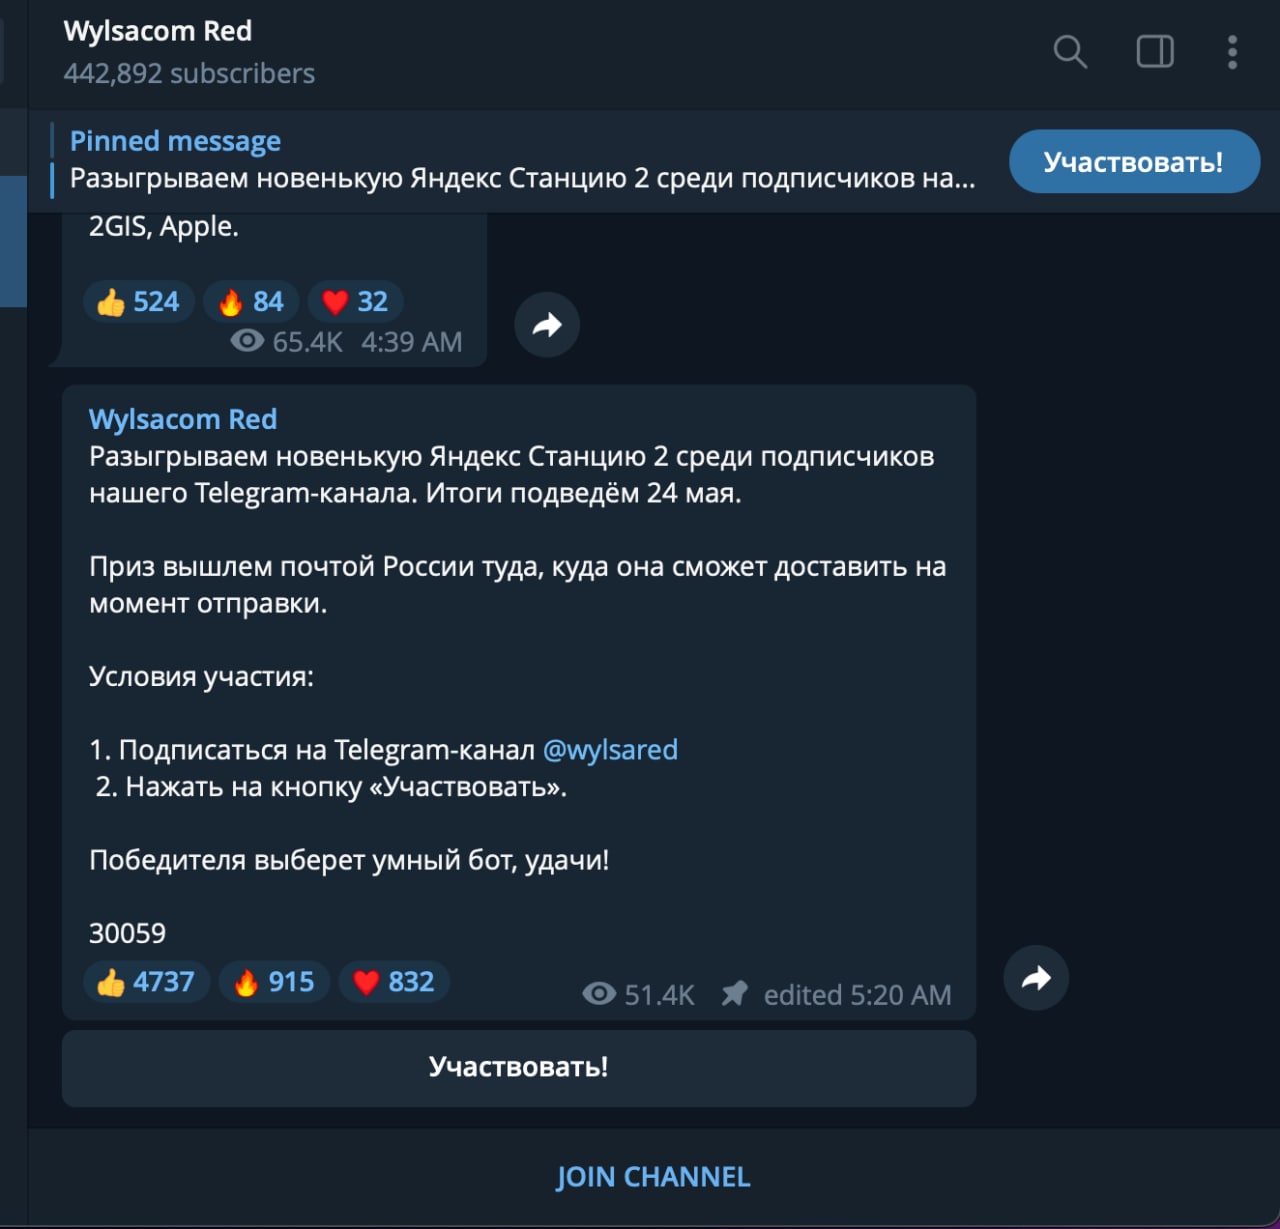 Wylsacom Red
442,892 subscribers
Pinned message
Разыгрываем новенькую Яндекс Станцию 2 среди подписчиков на...
Участвовать!
2GIS, Apple.
👍 524 🔥 84 ❤️ 32
65.4K 4:39 AM
Wylsacom Red
Разыгрываем новенькую Яндекс Станцию 2 среди подписчиков
нашего Telegram-канала. Итоги подведём 24 мая.
Приз вышлем почтой России туда, куда она сможет доставить на
момент отправки.
Условия участия:
1. Подписаться на Telegram-канал @wylsared
2. Нажать на кнопку «Участвовать».
Победителя выберет умный бот, удачи!
30059
👍 4737 🔥 915 ❤️ 832
51.4K edited 5:20 AM
Участвовать!
JOIN CHANNEL